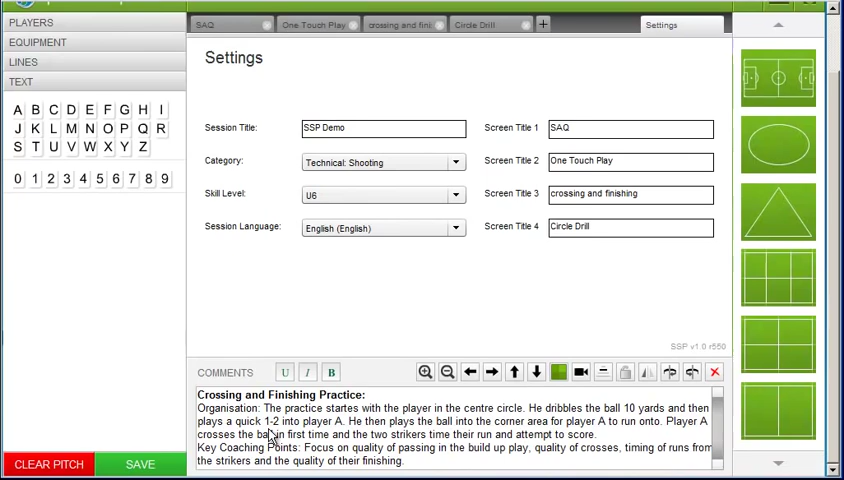 PLAYERS
EQUIPMENT
LINES
TEXT
A B C D E F G H I
J K L M N O P Q R
S T U V W X Y Z
0 1 2 3 4 5 6 7 8 9
CLEAR PITCH SAVE
SAQ One Touch Play crossing and fini Circle Drill + Settings
Settings
Session Title: SSP Demo Screen Title 1 SAQ
Category: Technical: Shooting Screen Title 2 One Touch Play
Skill Level: U6 Screen Title 3 crossing and finishing
Session Language: English (English) Screen Title 4 Circle Drill
SSP v1.0 r550
COMMENTS U I B
Crossing and Finishing Practice:
Organisation: The practice starts with the player in the centre circle. He dribbles the ball 10 yards and then
plays a quick 1-2 into player A. He then plays the ball into the corner area for player A to run onto. Player A
crosses the ball in first time and the two strikers time their run and attempt to score.
Key Coaching Points: Focus on quality of passing in the build up play, quality of crosses, timing of runs from
the strikers and the quality of their finishing.